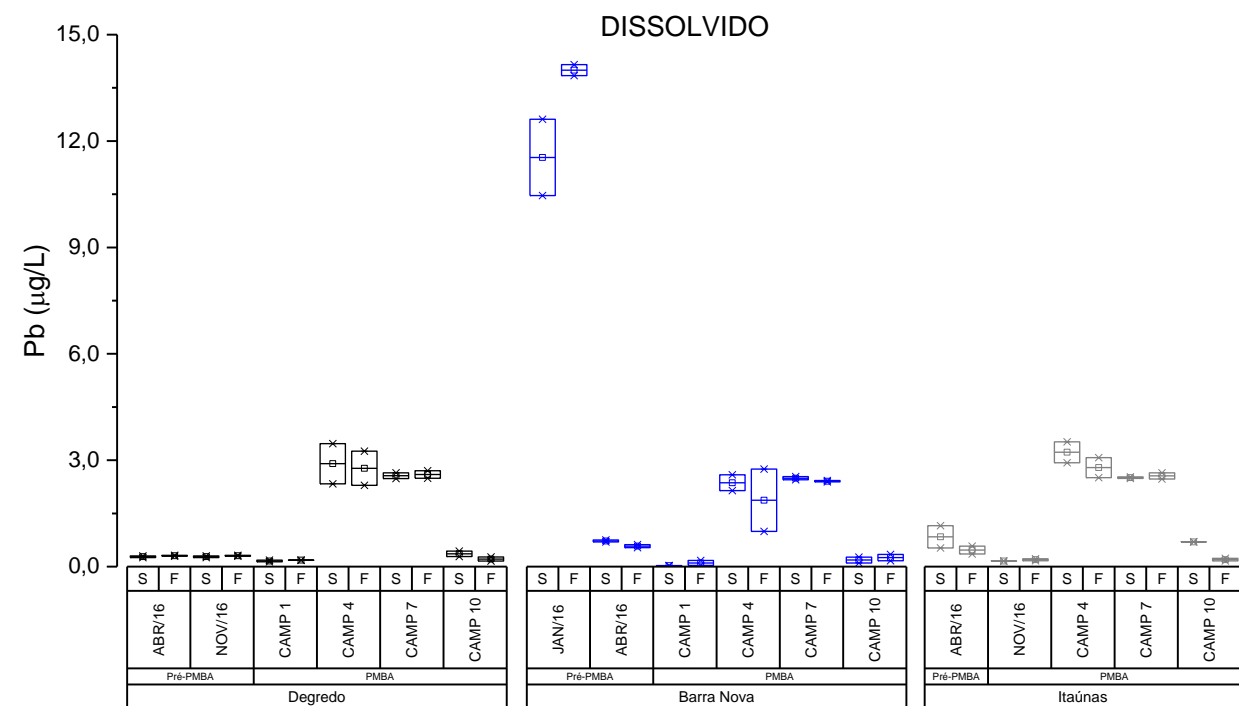 DISSOLVIDO
15,0
12,0
9,0
6,0
3,0
0,0
Pb (μg/L)
S F S F S F S F S F S F
S F S F S F S F S F S F
S F S F S F S F S F
ABR/16 NOV/16 CAMP 1 CAMP 4 CAMP 7 CAMP 10
JAN/16 ABR/16 CAMP 1 CAMP 4 CAMP 7 CAMP 10
ABR/16 NOV/16 CAMP 4 CAMP 7 CAMP 10
Pré-PMBA PMBA
Pré-PMBA PMBA
Pré-PMBA PMBA
Degredo
Barra Nova
Itaúnas